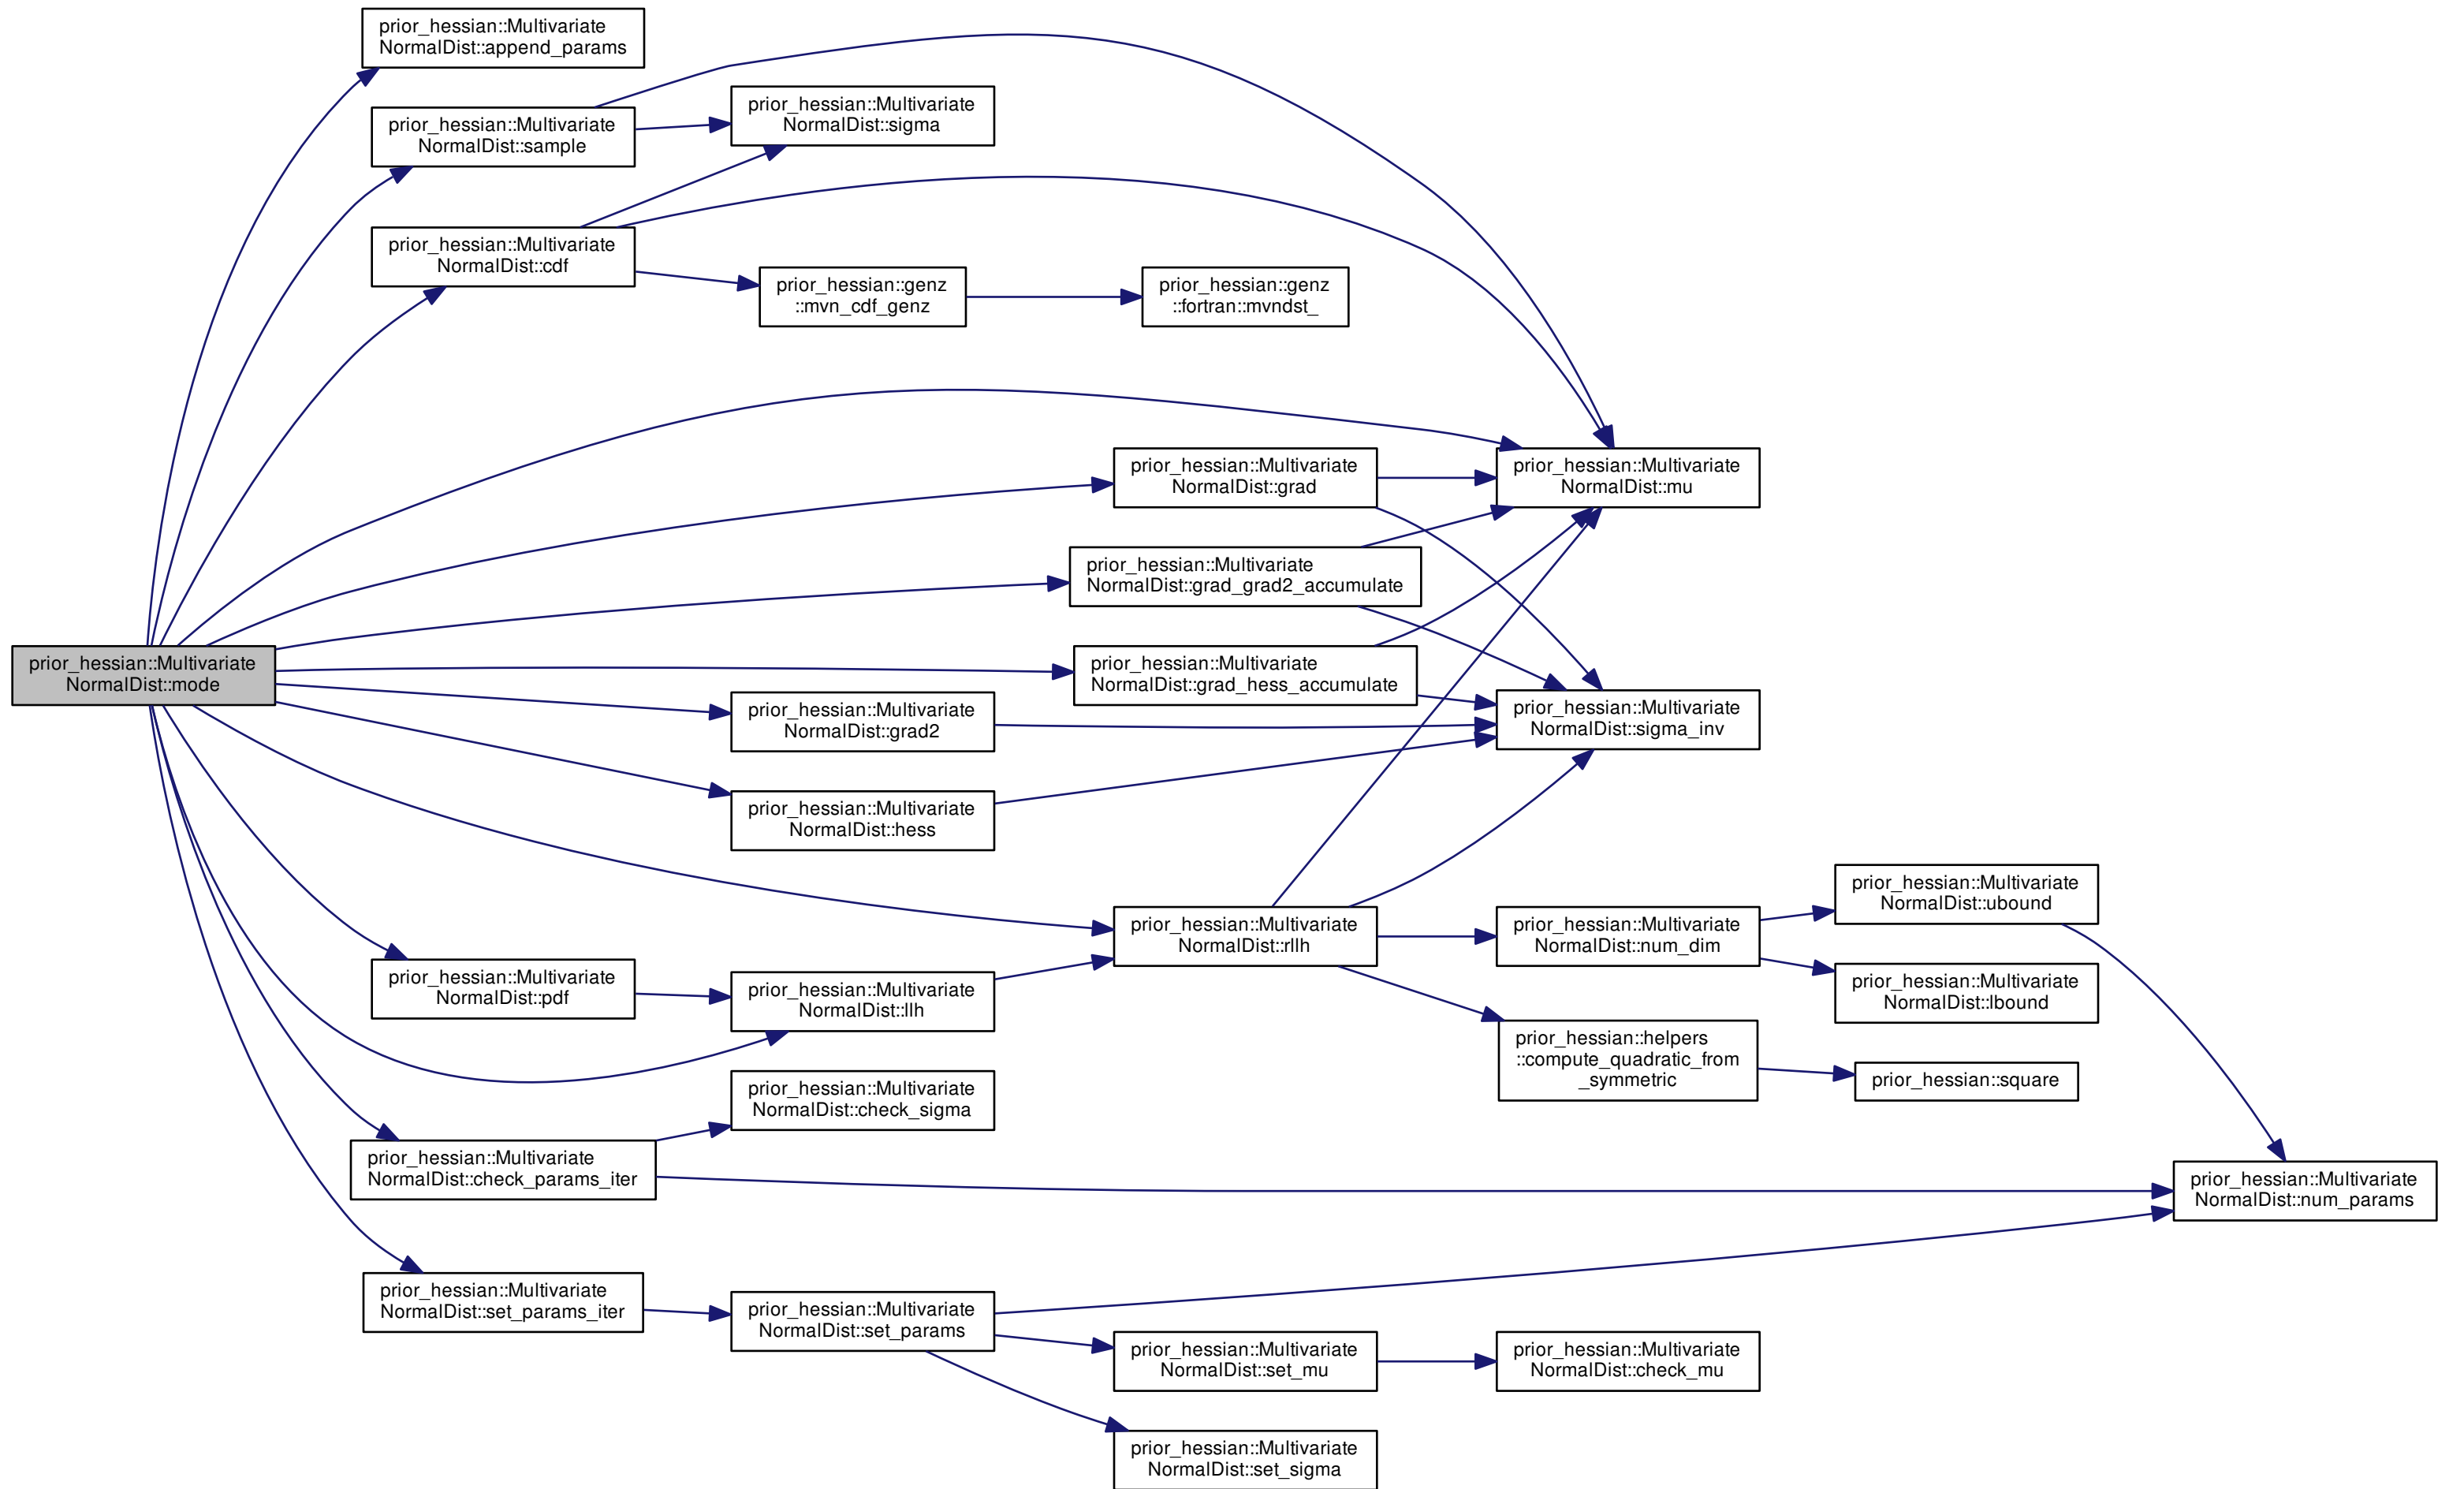 prior_hessian::Multivariate
NormalDist::append_params
prior_hessian::Multivariate
NormalDist::sample
prior_hessian::Multivariate
NormalDist::sigma
prior_hessian::Multivariate
NormalDist::cdf
prior_hessian::genz
::mvn_cdf_genz
prior_hessian::genz
::fortran::mvndst_
prior_hessian::Multivariate
NormalDist::grad
prior_hessian::Multivariate
NormalDist::mu
prior_hessian::Multivariate
NormalDist::grad_grad2_accumulate
prior_hessian::Multivariate
NormalDist::mode
prior_hessian::Multivariate
NormalDist::grad_hess_accumulate
prior_hessian::Multivariate
NormalDist::grad2
prior_hessian::Multivariate
NormalDist::sigma_inv
prior_hessian::Multivariate
NormalDist::hess
prior_hessian::Multivariate
NormalDist::rllh
prior_hessian::Multivariate
NormalDist::num_dim
prior_hessian::Multivariate
NormalDist::ubound
prior_hessian::Multivariate
NormalDist::lbound
prior_hessian::Multivariate
NormalDist::pdf
prior_hessian::Multivariate
NormalDist::llh
prior_hessian::helpers
::compute_quadratic_from
_symmetric
prior_hessian::square
prior_hessian::Multivariate
NormalDist::check_sigma
prior_hessian::Multivariate
NormalDist::check_params_iter
prior_hessian::Multivariate
NormalDist::num_params
prior_hessian::Multivariate
NormalDist::set_params_iter
prior_hessian::Multivariate
NormalDist::set_params
prior_hessian::Multivariate
NormalDist::set_mu
prior_hessian::Multivariate
NormalDist::check_mu
prior_hessian::Multivariate
NormalDist::set_sigma